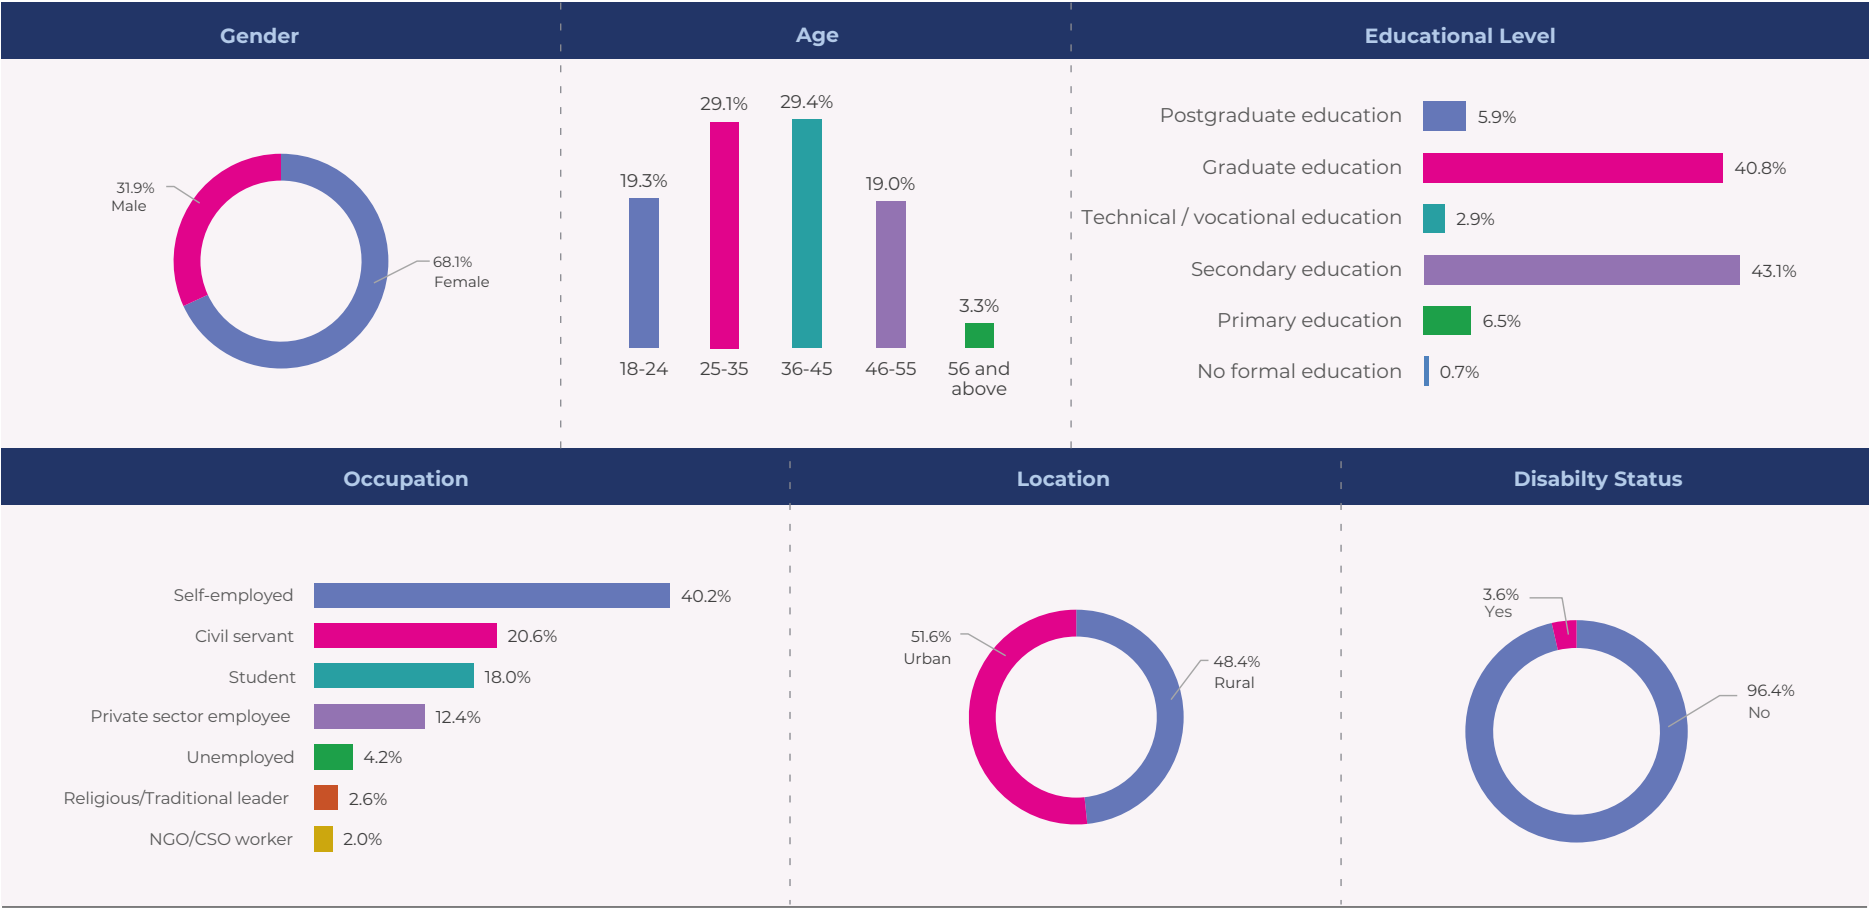 Gender
31.9%
Male
68.1%
Female
Age
19.3%
29.1%
29.4%
19.0%
3.3%
18-24
25-35
36-45
46-55
56 and
above
Educational Level
Postgraduate education
5.9%
Graduate education
40.8%
Technical / vocational education
2.9%
Secondary education
43.1%
Primary education
6.5%
No formal education
0.7%
Occupation
Self-employed
40.2%
Civil servant
20.6%
Student
18.0%
Private sector employee
12.4%
Unemployed
4.2%
Religious/Traditional leader
2.6%
NGO/CSO worker
2.0%
Location
51.6%
Urban
48.4%
Rural
Disabilty Status
3.6%
Yes
96.4%
No